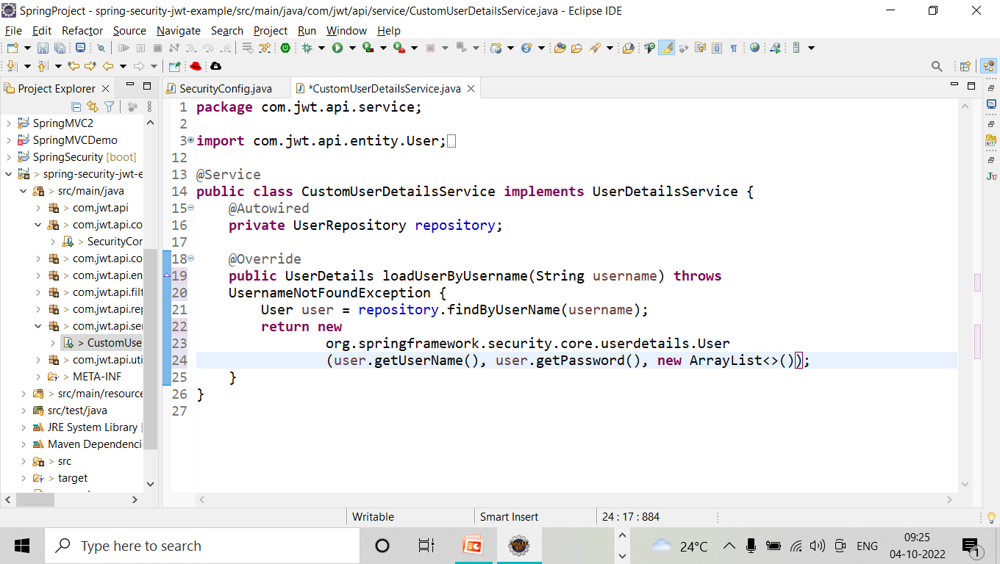 SpringProject - spring-security-jwt-example/src/main/java/com/jwt/api/service/CustomUserDetailsService.java - Eclipse IDE
File Edit Refactor Source Navigate Search Project Run Window Help
Project Explorer
SecurityConfig.java *CustomUserDetailsService.java
SpringMVC2
SpringMVCDemo
SpringSecurity [boot]
> spring-security-jwt-e
> src/main/java
> com.jwt.api
> com.jwt.api.co
> SecurityCor
> com.jwt.api.co
> com.jwt.api.en
> com.jwt.api.filt
> com.jwt.api.rep
> com.jwt.api.ser
> CustomUse
> com.jwt.api.uti
> META-INF
> src/main/resource
src/test/java
JRE System Library [
Maven Dependenci
> src
> target
1 package com.jwt.api.service;
2
3 import com.jwt.api.entity.User;
12
13 @Service
14 public class CustomUserDetailsService implements UserDetailsService {
15 @Autowired
16 private UserRepository repository;
17
18 @Override
19 public UserDetails loadUserByUsername(String username) throws
20 UsernameNotFoundException {
21 User user = repository.findByUserName(username);
22 return new
23 org.springframework.security.core.userdetails.User
24 (user.getUserName(), user.getPassword(), new ArrayList<>());
25 }
26 }
27
Writable Smart Insert 24 : 17 : 884
Type here to search
24°C ENG
09:25
04-10-2022
1